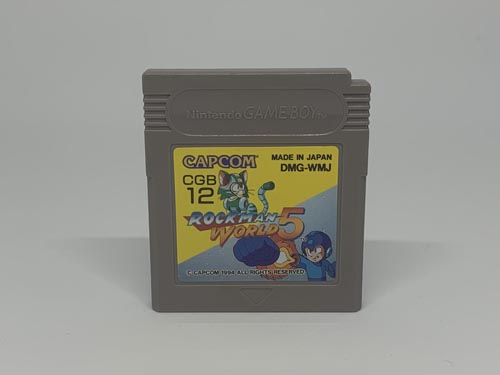 Nintendo GAME BOY TM
CAPCOM
MADE IN JAPAN
DMG-WMJ
CGB
12
ROCKMAN
WORLD 5
© CAPCOM 1994 ALL RIGHTS RESERVED